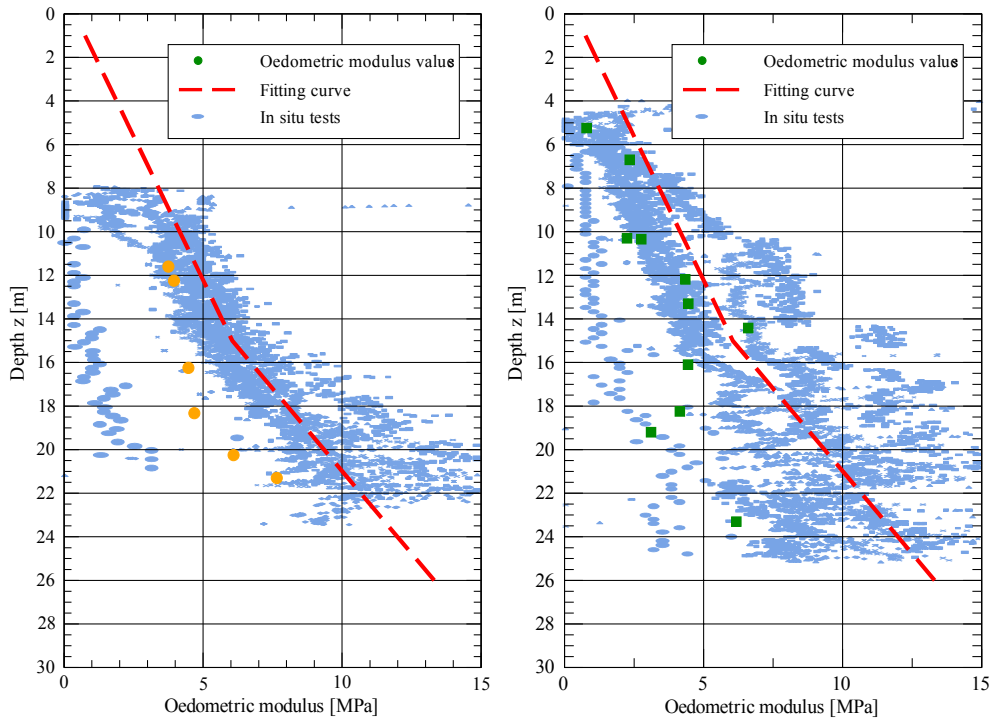 0
2
4
6
8
10
12
14
16
18
20
22
24
26
28
30
Depth z [m]
0 5 10 15
Oedometric modulus [MPa]
Oedometric modulus values
Fitting curve
In situ tests
0
2
4
6
8
10
12
14
16
18
20
22
24
26
28
30
Depth z [m]
0 5 10 15
Oedometric modulus [MPa]
Oedometric modulus values
Fitting curve
In situ tests